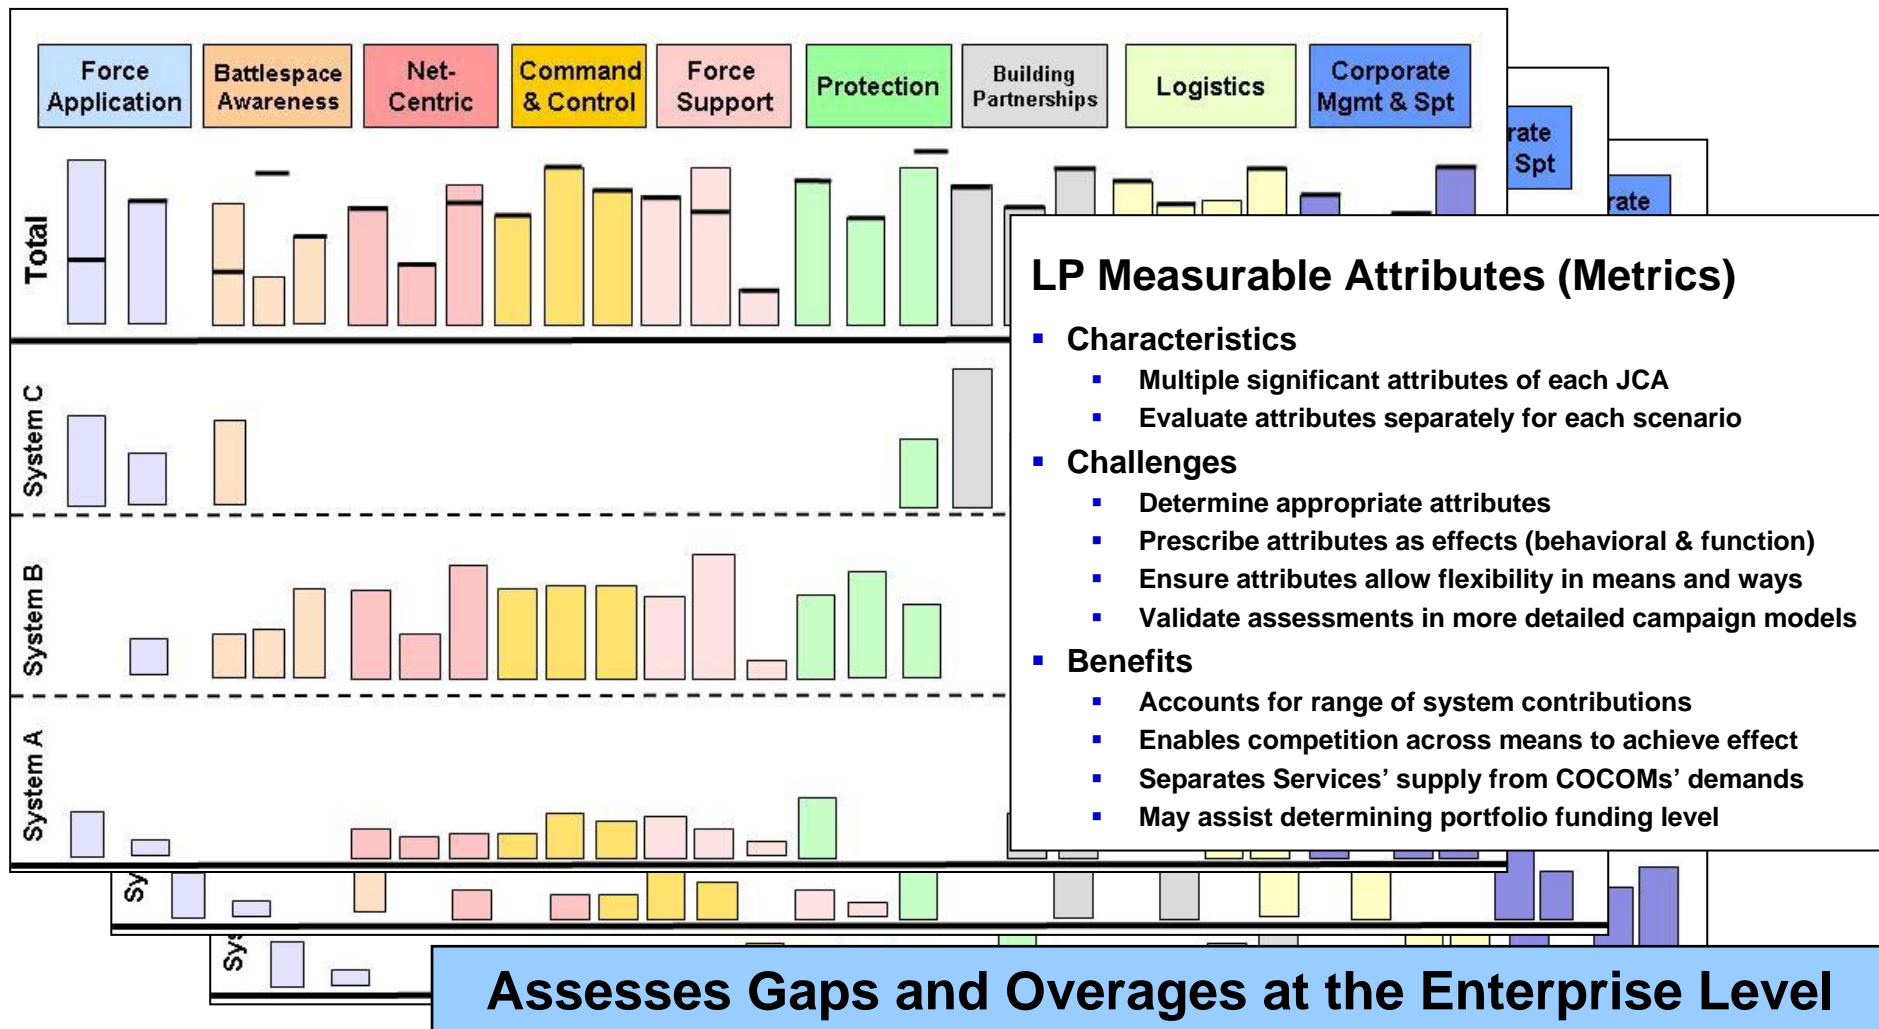 Force
Application
Battlespace
Awareness
Net-
Centric
Command
& Control
Force
Support
Protection
Building
Partnerships
Logistics
Corporate
Mgmt & Spt
rate
Spt
rate
Total
System C
System B
System A
Sy
Sys
LP Measurable Attributes (Metrics)
▪ Characteristics
▪ Multiple significant attributes of each JCA
▪ Evaluate attributes separately for each scenario
▪ Challenges
▪ Determine appropriate attributes
▪ Prescribe attributes as effects (behavioral & function)
▪ Ensure attributes allow flexibility in means and ways
▪ Validate assessments in more detailed campaign models
▪ Benefits
▪ Accounts for range of system contributions
▪ Enables competition across means to achieve effect
▪ Separates Services’ supply from COCOMs’ demands
▪ May assist determining portfolio funding level
Assesses Gaps and Overages at the Enterprise Level